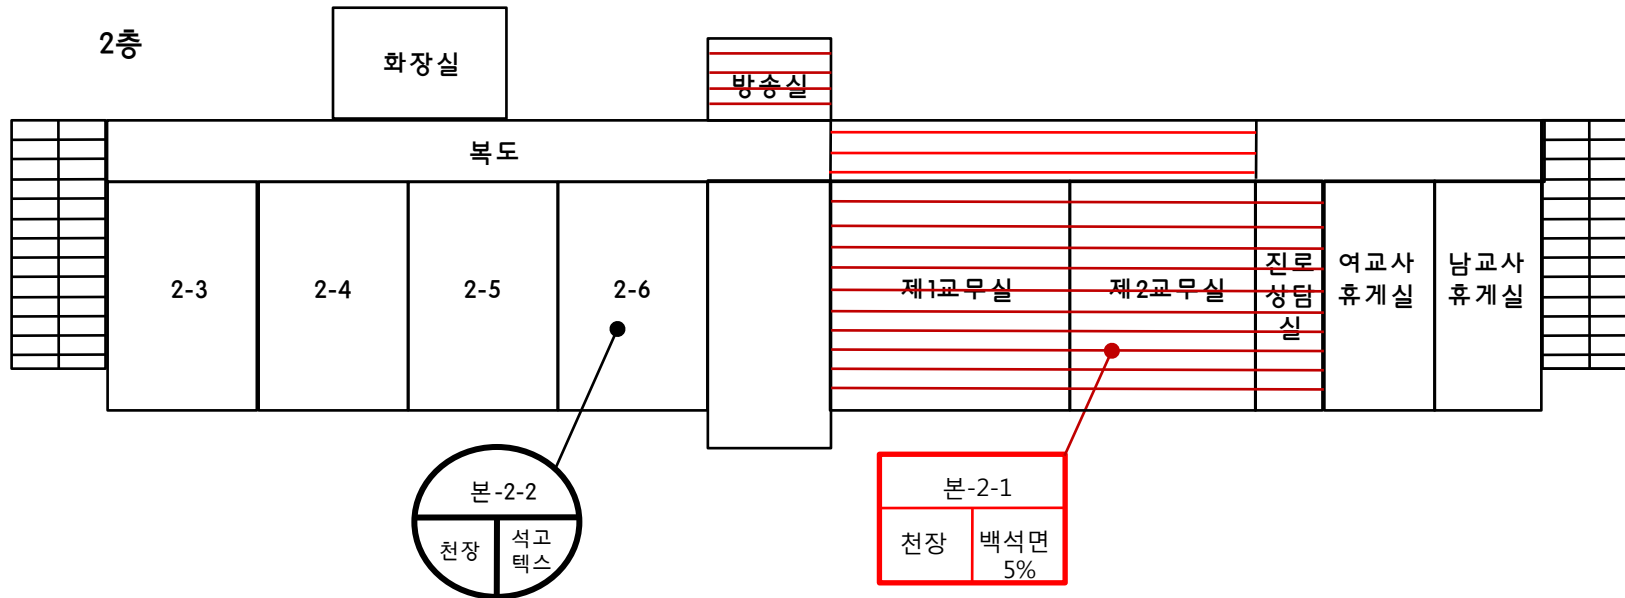 2층
화장실
방송실
복도
2-3
2-4
2-5
2-6
제1교무실
제2교무실
진로
상담
실
여교사
휴게실
남교사
휴게실
본-2-2
천장
석고
텍스
본-2-1
천장
백석면
5%